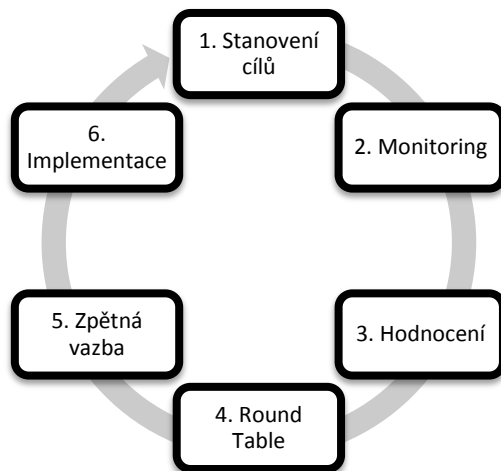 1. Stanovení
cílů
2. Monitoring
3. Hodnocení
4. Round
Table
5. Zpětná
vazba
6.
Implementace